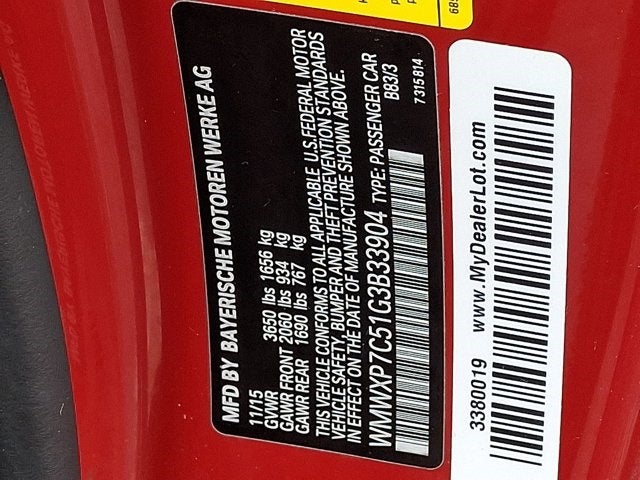 MFD BY BAYERISCHE MOTOREN WERKE AG
11/15
GVWR 3650 lbs 1656 kg
GAWR FRONT 2060 lbs 934 kg
GAWR REAR 1690 lbs 767 kg
THIS VEHICLE CONFORMS TO ALL APPLICABLE U.S.FEDERAL MOTOR
VEHICLE SAFETY, BUMPER AND THEFT PREVENTION STANDARDS
IN EFFECT ON THE DATE OF MANUFACTURE SHOWN ABOVE.
WMWXP7C51G3B33904 TYPE: PASSENGER CAR
B83/3
7 315 814
3380019 www.MyDealerLot.com